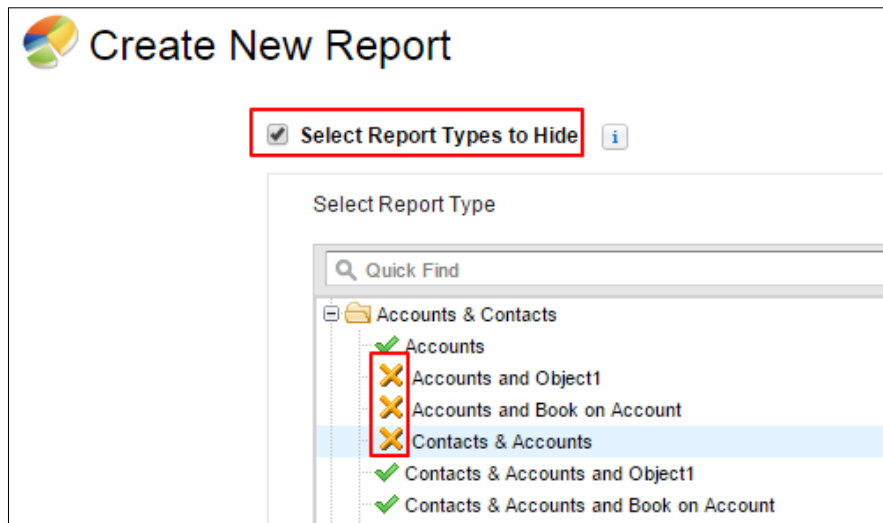 Create New Report
Select Report Types to Hide i
Select Report Type
Quick Find
Accounts & Contacts
Accounts
Accounts and Object1
Accounts and Book on Account
Contacts & Accounts
Contacts & Accounts and Object1
Contacts & Accounts and Book on Account